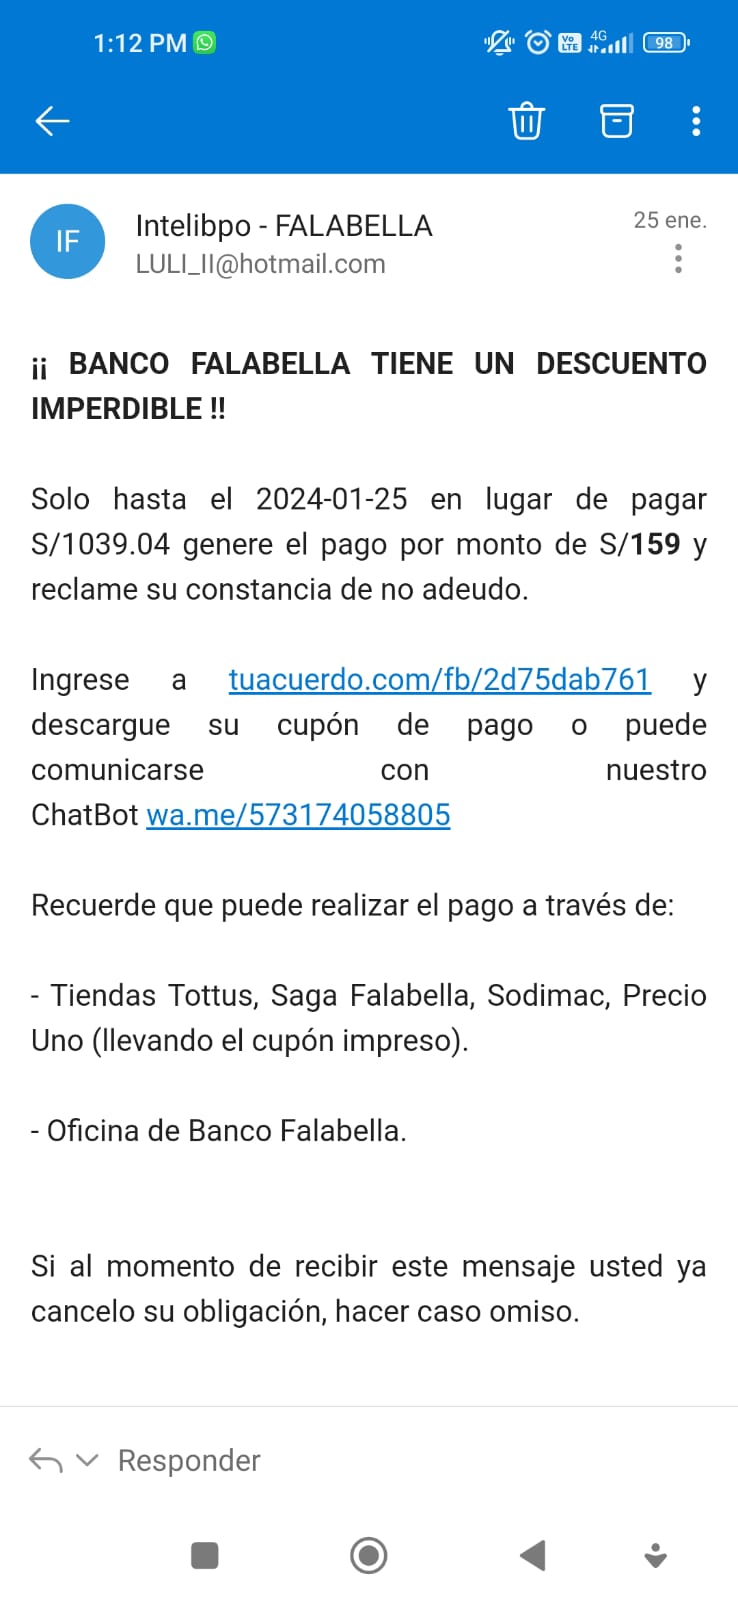 1:12 PM
Vo LTE 4G 98
IF
Intelibpo - FALABELLA
25 ene.
LULI_II@hotmail.com
¡¡ BANCO FALABELLA TIENE UN DESCUENTO
IMPERDIBLE !!
Solo hasta el 2024-01-25 en lugar de pagar
S/1039.04 genere el pago por monto de S/159 y
reclame su constancia de no adeudo.
Ingrese a tuacuerdo.com/fb/2d75dab761 y
descargue su cupón de pago o puede
comunicarse con nuestro
ChatBot wa.me/573174058805
Recuerde que puede realizar el pago a través de:
- Tiendas Tottus, Saga Falabella, Sodimac, Precio
Uno (llevando el cupón impreso).
- Oficina de Banco Falabella.
Si al momento de recibir este mensaje usted ya
cancelo su obligación, hacer caso omiso.
Responder